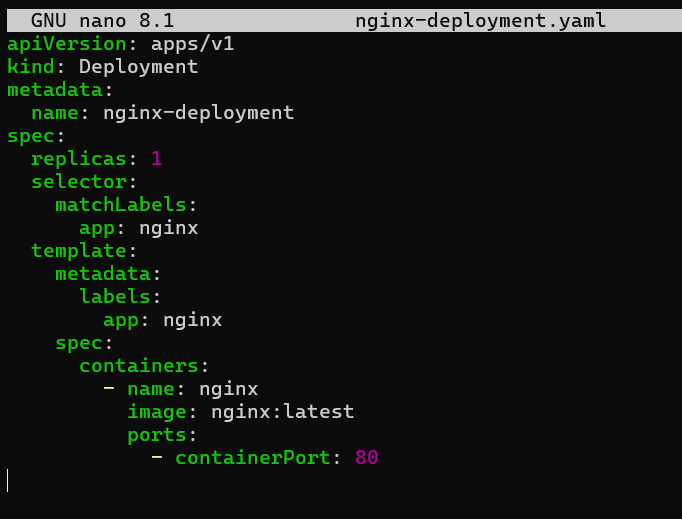 GNU nano 8.1 nginx-deployment.yaml
apiVersion: apps/v1
kind: Deployment
metadata:
  name: nginx-deployment
spec:
  replicas: 1
  selector:
    matchLabels:
      app: nginx
  template:
    metadata:
      labels:
        app: nginx
    spec:
      containers:
        - name: nginx
          image: nginx:latest
          ports:
            - containerPort: 80